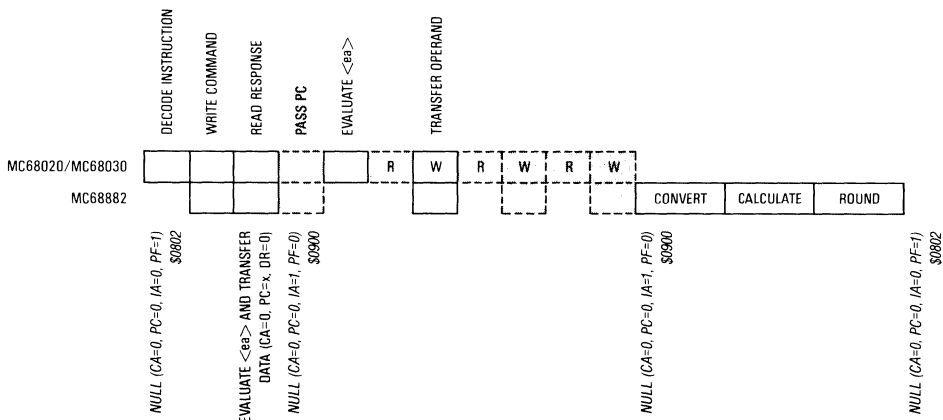 DECODE INSTRUCTION
WRITE COMMAND
READ RESPONSE
PASS PC
EVALUATE <ea>
TRANSFER OPERAND
MC68020/MC68030
R
W
R
W
R
W
MC68882
CONVERT
CALCULATE
ROUND
NULL (CA=0, PC=0, IA=0, PF=1)
$0802
EVALUATE <ea> AND TRANSFER
DATA (CA=0, PC=x, DR=0)
NULL (CA=0, PC=0, IA=1, PF=0)
$0900
NULL (CA=0, PC=0, IA=1, PF=0)
$0900
NULL (CA=0, PC=0, IA=0, PF=1)
$0802